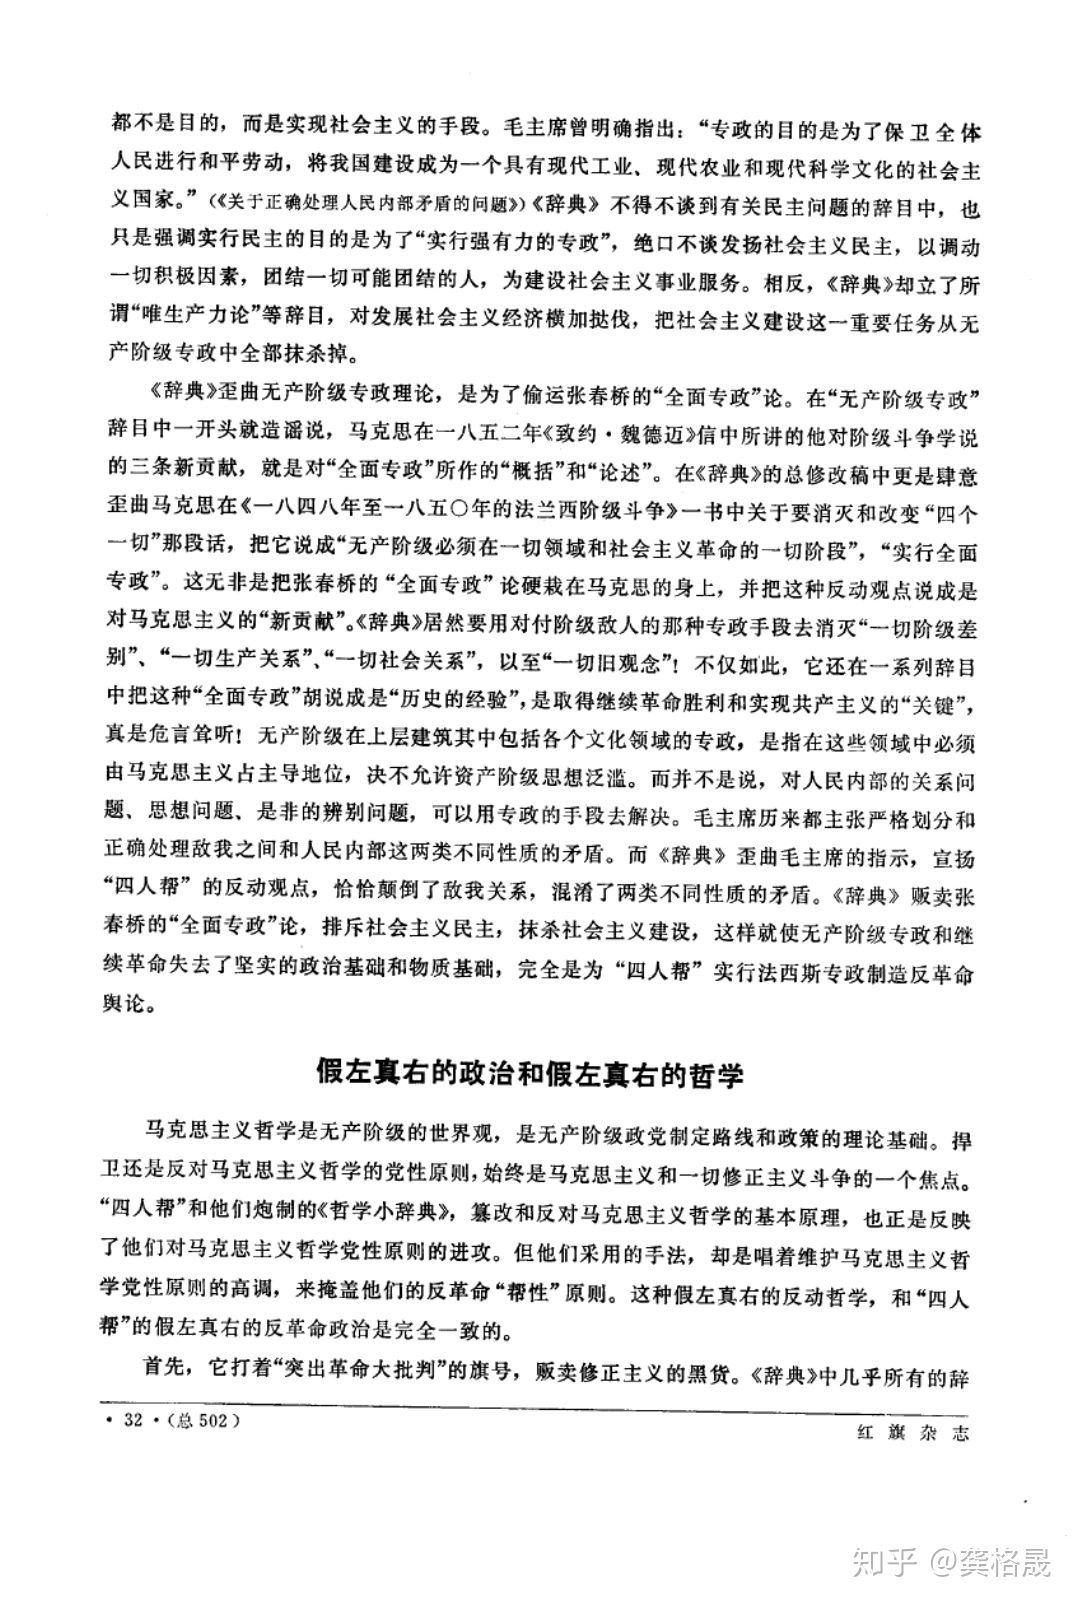 都不是目的，而是实现社会主义的手段。毛主席曾明确指出：“专政的目的是为了保卫全体
人民进行和平劳动，将我国建设成为一个具有现代工业、现代农业和现代科学文化的社会主
义国家。”（《关于正确处理人民内部矛盾的问题》）《辞典》不得不谈到有关民主问题的辞目中，也
只是强调实行民主的目的是为了“实行强有力的专政”，绝口不谈发扬社会主义民主，以调动
一切积极因素，团结一切可能团结的人，为建设社会主义事业服务。相反，《辞典》却立了所
谓“唯生产力论”等辞目，对发展社会主义经济横加挞伐，把社会主义建设这一重要任务从无
产阶级专政中全部抹杀掉。
《辞典》歪曲无产阶级专政理论，是为了偷运张春桥的“全面专政”论。在“无产阶级专政”
辞目中一开头就造谣说，马克思在一八五二年《致约·魏德迈》信中所讲的他对阶级斗争学说
的三条新贡献，就是对“全面专政”所作的“概括”和“论述”。在《辞典》的总修改稿中更是肆意
歪曲马克思在《一八四八年至一八五〇年的法兰西阶级斗争》一书中关于要消灭和改变“四个
一切”那段话，把它说成“无产阶级必须在一切领域和社会主义革命的一切阶段”，“实行全面
专政”。这无非是把张春桥的“全面专政”论硬栽在马克思的身上，并把这种反动观点说成是
对马克思主义的“新贡献”。《辞典》居然要用对付阶级敌人的那种专政手段去消灭“一切阶级差
别”、“一切生产关系”、“一切社会关系”，以至“一切旧观念”！不仅如此，它还在一系列辞目
中把这种“全面专政”胡说成是“历史的经验”，是取得继续革命胜利和实现共产主义的“关键”，
真是危言耸听！无产阶级在上层建筑其中包括各个文化领域的专政，是指在这些领域中必须
由马克思主义占主导地位，决不允许资产阶级思想泛滥。而并不是说，对人民内部的关系问
题、思想问题、是非的辨别问题，可以用专政的手段去解决。毛主席历来都主张严格划分和
正确处理敌我之间和人民内部这两类不同性质的矛盾。而《辞典》歪曲毛主席的指示，宣扬
“四人帮”的反动观点，恰恰颠倒了敌我关系，混淆了两类不同性质的矛盾。《辞典》贩卖张
春桥的“全面专政”论，排斥社会主义民主，抹杀社会主义建设，这样就使无产阶级专政和继
续革命失去了坚实的政治基础和物质基础，完全是为“四人帮”实行法西斯专政制造反革命
舆论。
假左真右的政治和假左真右的哲学
马克思主义哲学是无产阶级的世界观，是无产阶级政党制定路线和政策的理论基础。捍
卫还是反对马克思主义哲学的党性原则，始终是马克思主义和一切修正主义斗争的一个焦点。
“四人帮”和他们炮制的《哲学小辞典》，篡改和反对马克思主义哲学的基本原理，也正是反映
了他们对马克思主义哲学党性原则的进攻。但他们采用的手法，却是唱着维护马克思主义哲
学党性原则的高调，来掩盖他们的反革命“帮性”原则。这种假左真右的反动哲学，和“四人
帮”的假左真右的反革命政治是完全一致的。
首先，它打着“突出革命大批判”的旗号，贩卖修正主义的黑货。《辞典》中几乎所有的辞
·32·（总502）
红旗杂志
知乎 @龚格晟